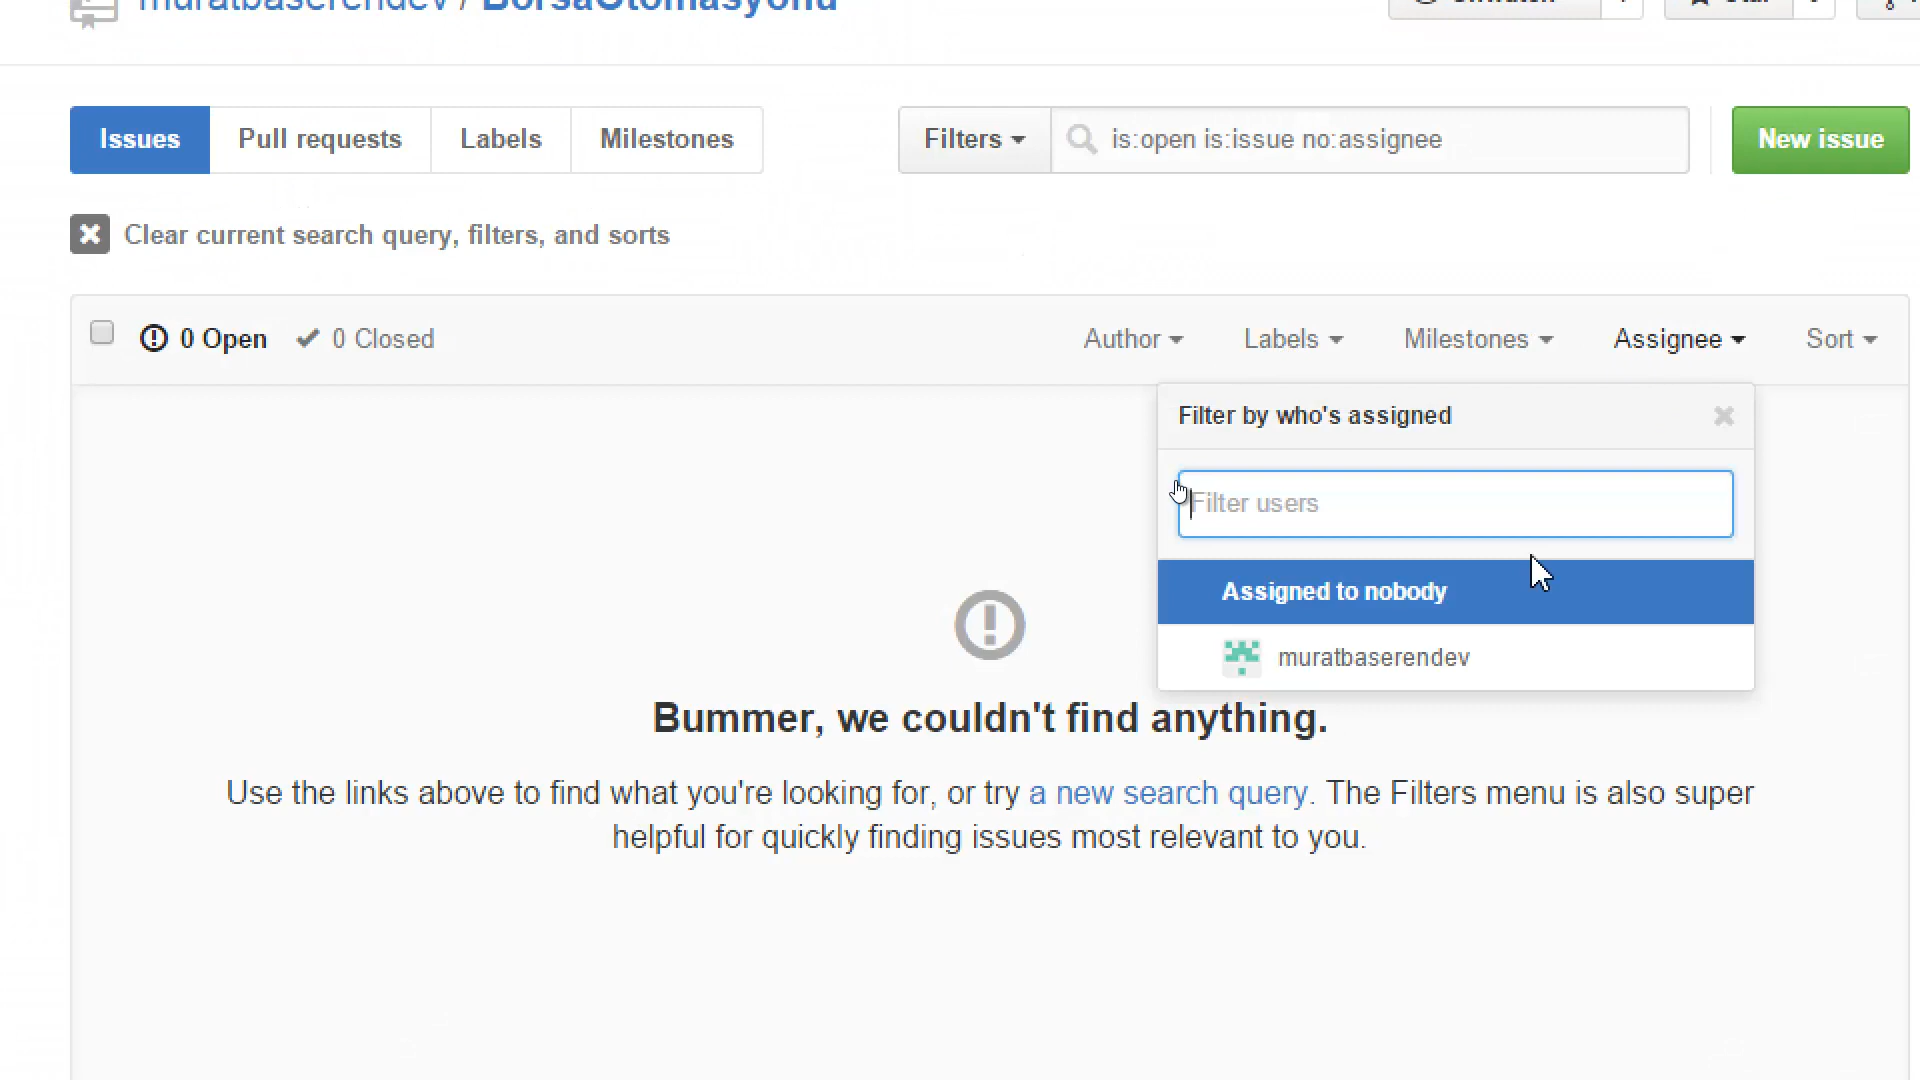 muratbaserendev / BorsaOtomasyonu
Unwatch Star
Issues Pull requests Labels Milestones Filters is:open is:issue no:assignee New issue
Clear current search query, filters, and sorts
0 Open 0 Closed Author Labels Milestones Assignee Sort
Filter by who's assigned
Filter users
Assigned to nobody
muratbaserendev
Bummer, we couldn't find anything.
Use the links above to find what you're looking for, or try a new search query. The Filters menu is also super
helpful for quickly finding issues most relevant to you.